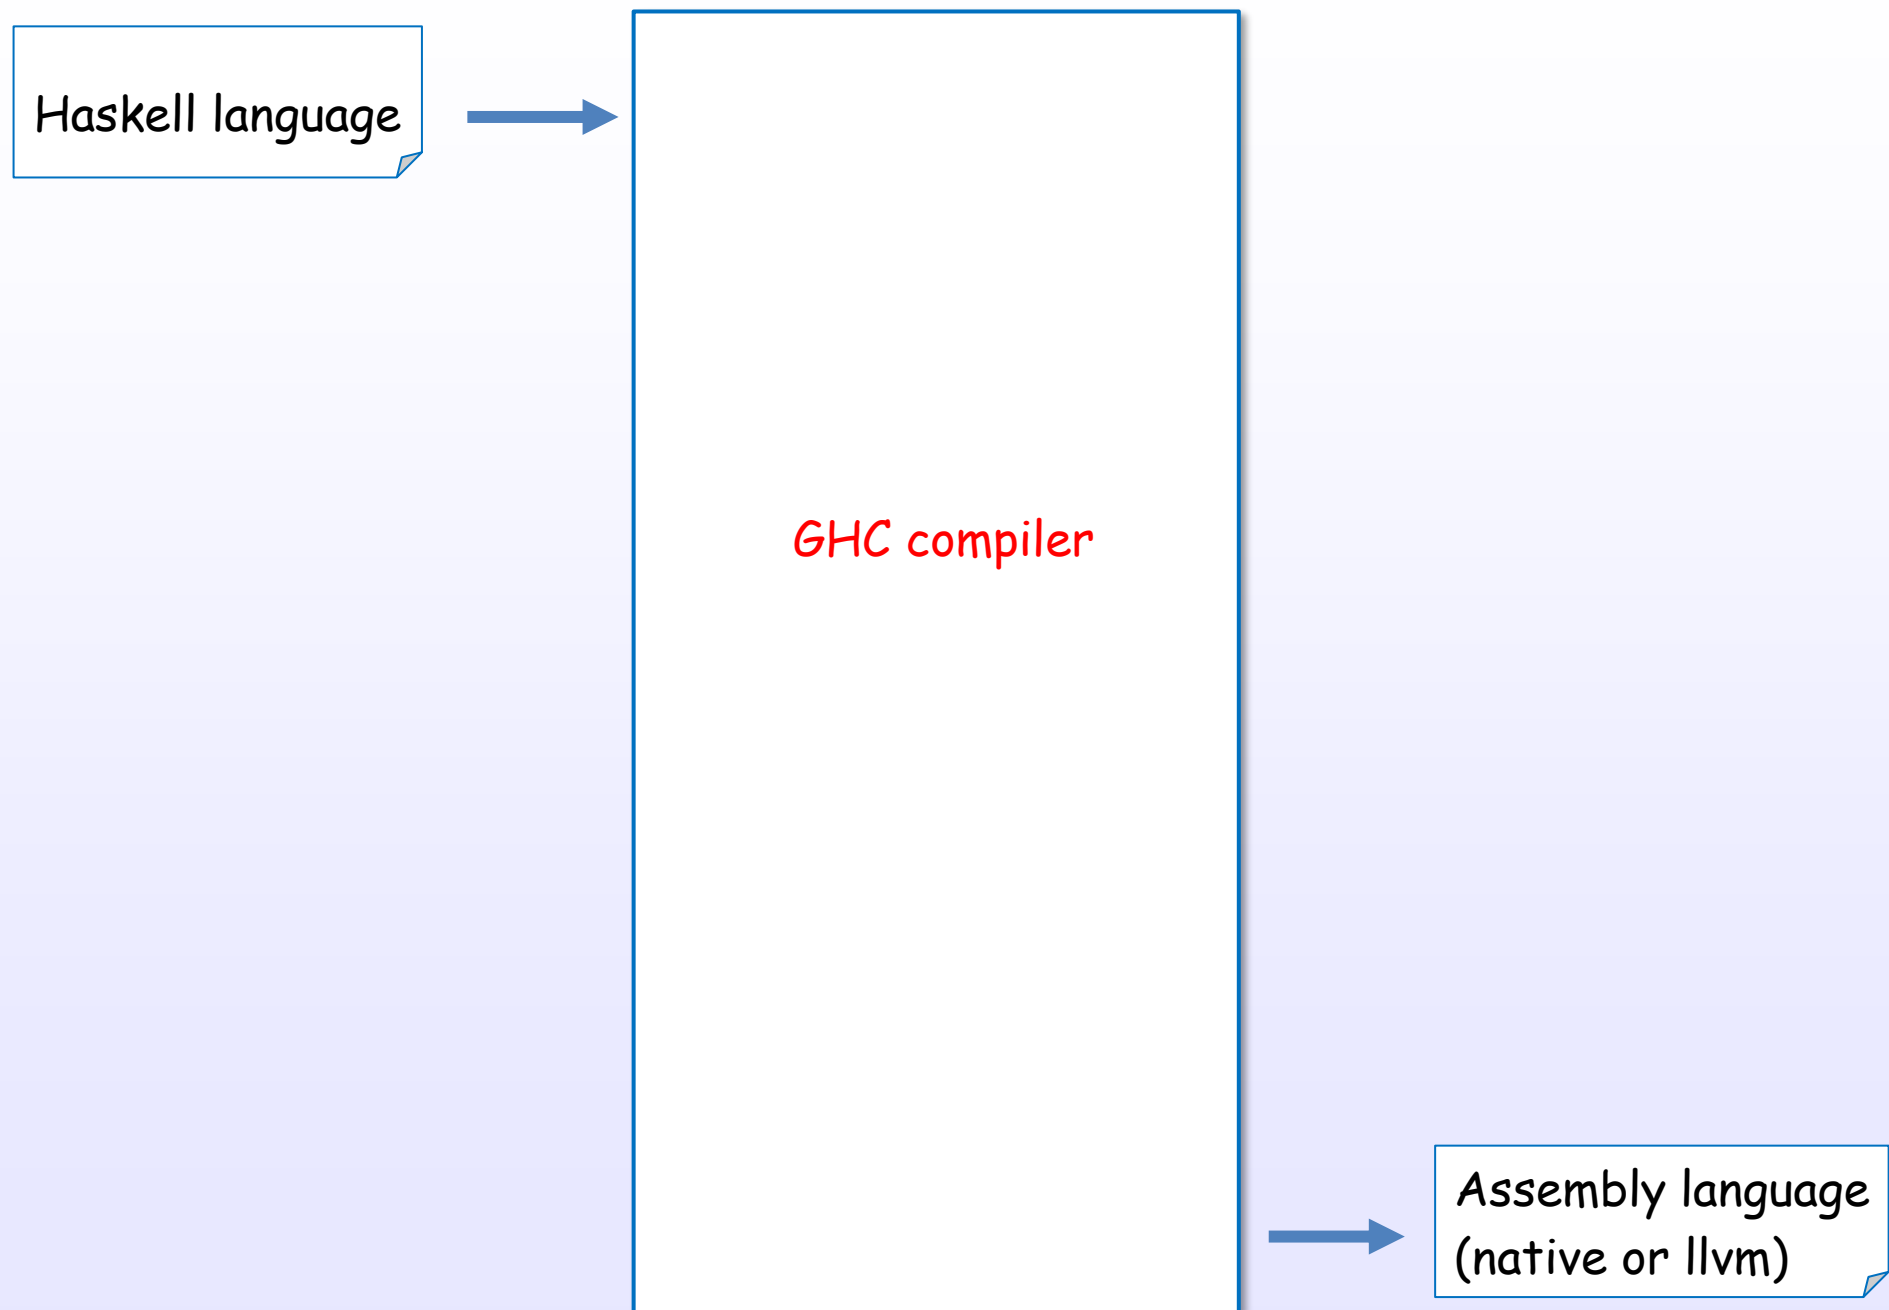 Haskell language
GHC compiler
Assembly language
(native or llvm)